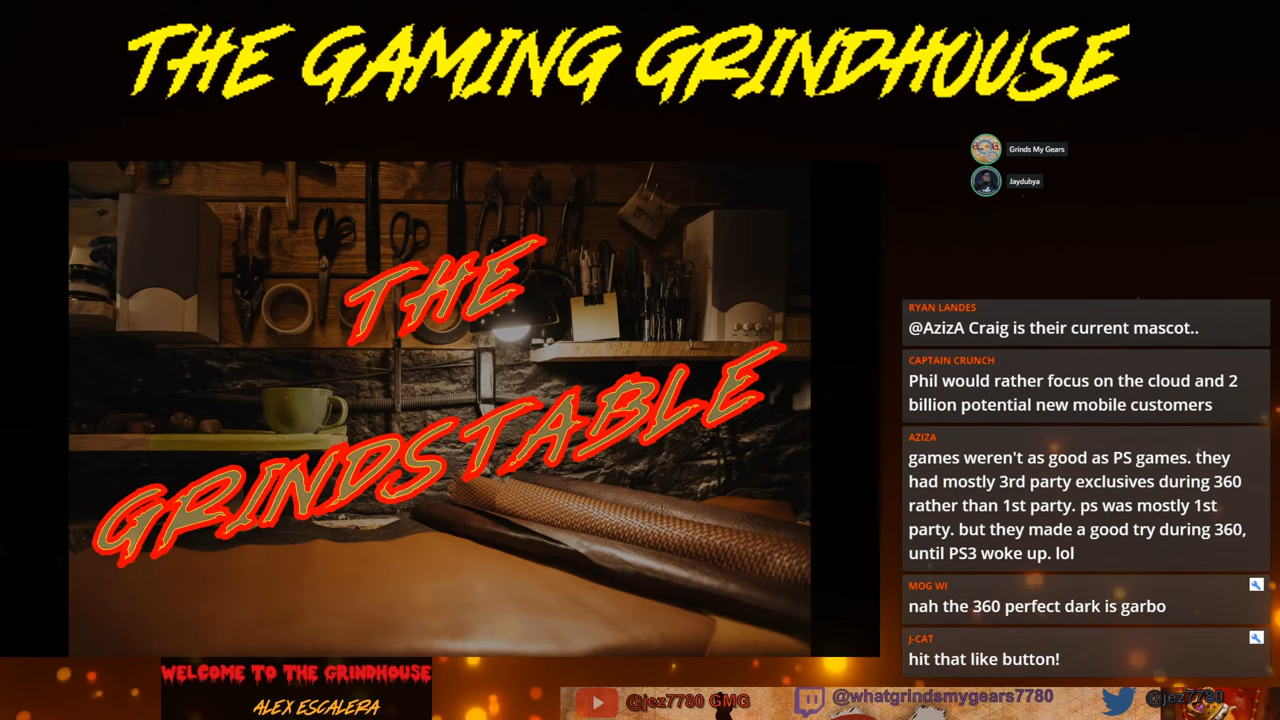 THE GAMING GRINDHOUSE
Grinds My Gears
Jaydubya
THE
GRINDSTABLE
RYAN LANDES
@AzizA Craig is their current mascot..
CAPTAIN CRUNCH
Phil would rather focus on the cloud and 2
billion potential new mobile customers
AZIZA
games weren't as good as PS games. they
had mostly 3rd party exclusives during 360
rather than 1st party. ps was mostly 1st
party. but they made a good try during 360,
until PS3 woke up. lol
MOG WI
nah the 360 perfect dark is garbo
J-CAT
hit that like button!
WELCOME TO THE GRINDHOUSE
ALEX ESCALERA
@jez7780 GMG
@whatgrindsmygears7780
@jez7780